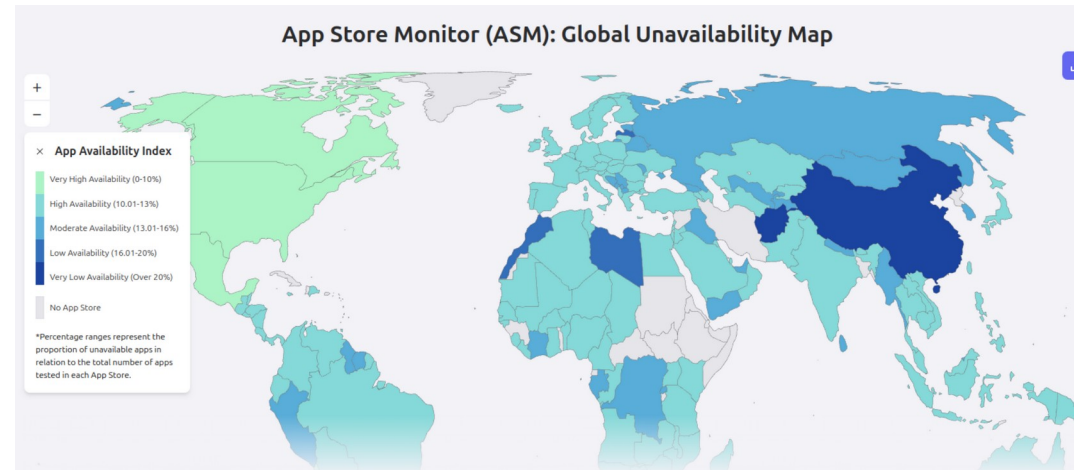 App Store Monitor (ASM): Global Unavailability Map
+
−
× App Availability Index
Very High Availability (0-10%)
High Availability (10.01-13%)
Moderate Availability (13.01-16%)
Low Availability (16.01-20%)
Very Low Availability (Over 20%)
No App Store
*Percentage ranges represent the
proportion of unavailable apps in
relation to the total number of apps
tested in each App Store.